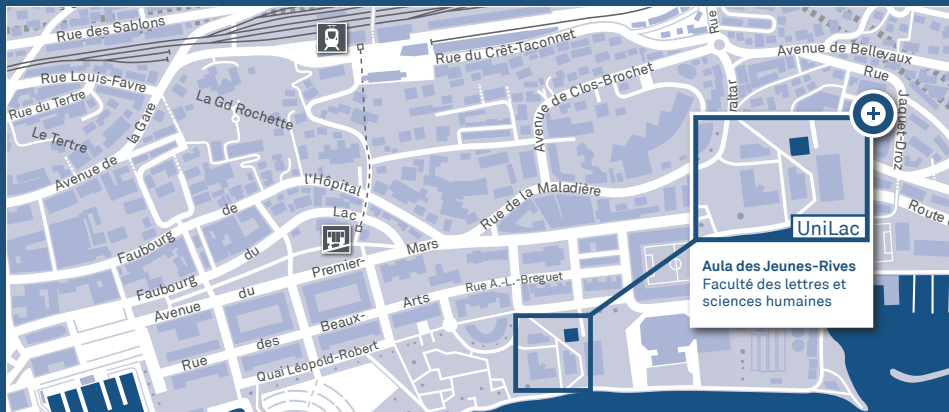 Rue des Sablons
Rue du Crêt-Taconnet
Rue
Avenue de Bellevaux
Rue
Jaquet-Droz
Rue Louis-Favre
Rue du Tertre
Le Tertre
Avenue de
la Gare
La Gd Rochette
Avenue de Clos-Brochet
raltar
Faubourg
de
l'Hôpital
Rue de la Maladière
Faubourg
du
Lac
Avenue
du
Premier-
Mars
Route
UniLac
Aula des Jeunes-Rives
Faculté des lettres et
sciences humaines
Rue
des
Beaux-
Arts
Rue A.-L.-Breguet
Quai Léopold-Robert